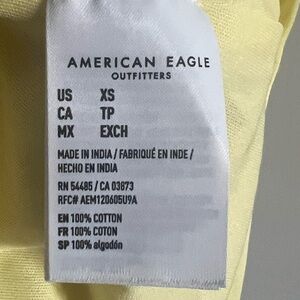 AMERICAN EAGLE
OUTFITTERS
US XS
CA TP
MX EXCH
MADE IN INDIA / FABRIQUÉ EN INDE /
HECHO EN INDIA
RN 54485 / CA 03873
RFC# AEM120605U9A
EN 100% COTTON
FR 100% COTON
SP 100% algodón